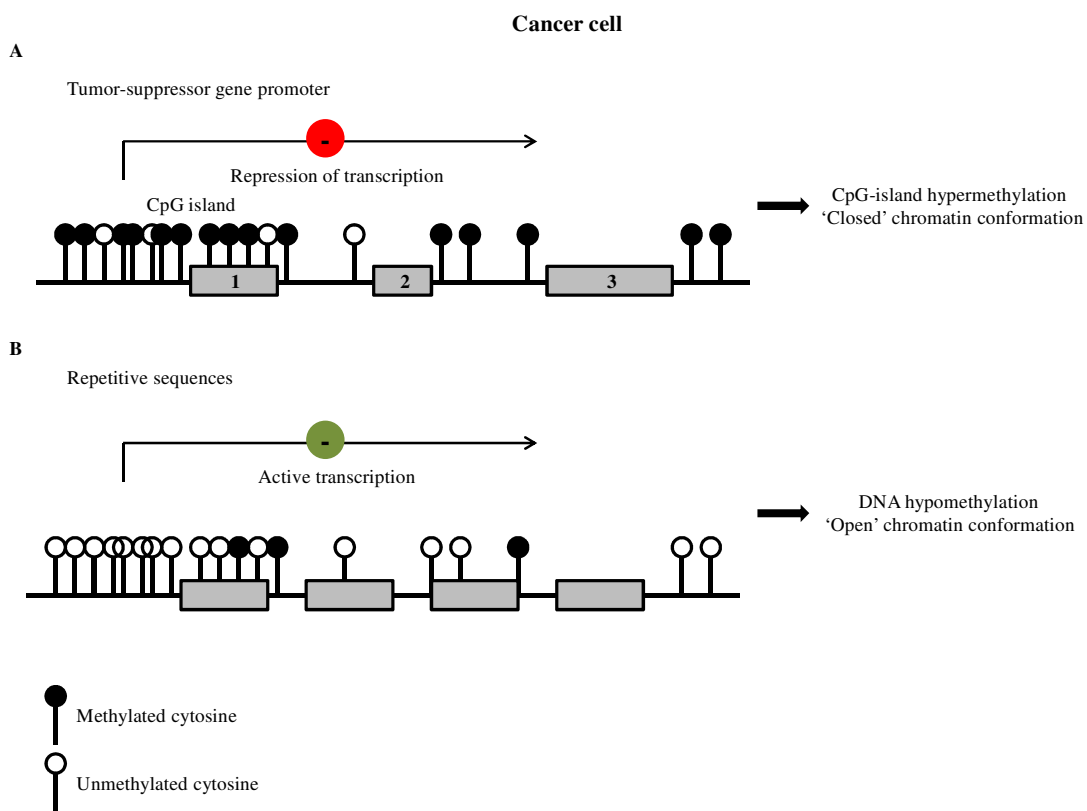 Cancer cell
A
Tumor-suppressor gene promoter
-
Repression of transcription
CpG island
CpG-island hypermethylation
‘Closed’ chromatin conformation
1
2
3
B
Repetitive sequences
-
Active transcription
DNA hypomethylation
‘Open’ chromatin conformation
Methylated cytosine
Unmethylated cytosine